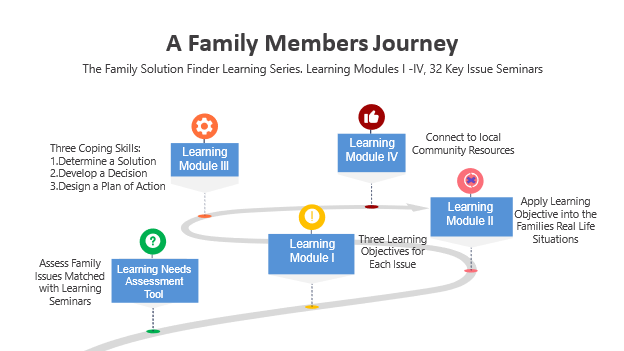 A Family Members Journey
The Family Solution Finder Learning Series. Learning Modules I -IV, 32 Key Issue Seminars
Three Coping Skills:
1.Determine a Solution
2.Develop a Decision
3.Design a Plan of Action
Learning
Module III
Learning
Module IV
Connect to local
Community Resources
Learning
Module II
Apply Learning
Objective into the
Families Real Life
Situations
Learning
Module I
Three Learning
Objectives for
Each Issue
Assess Family
Issues Matched
with Learning
Seminars
?
Learning Needs
Assessment
Tool
!